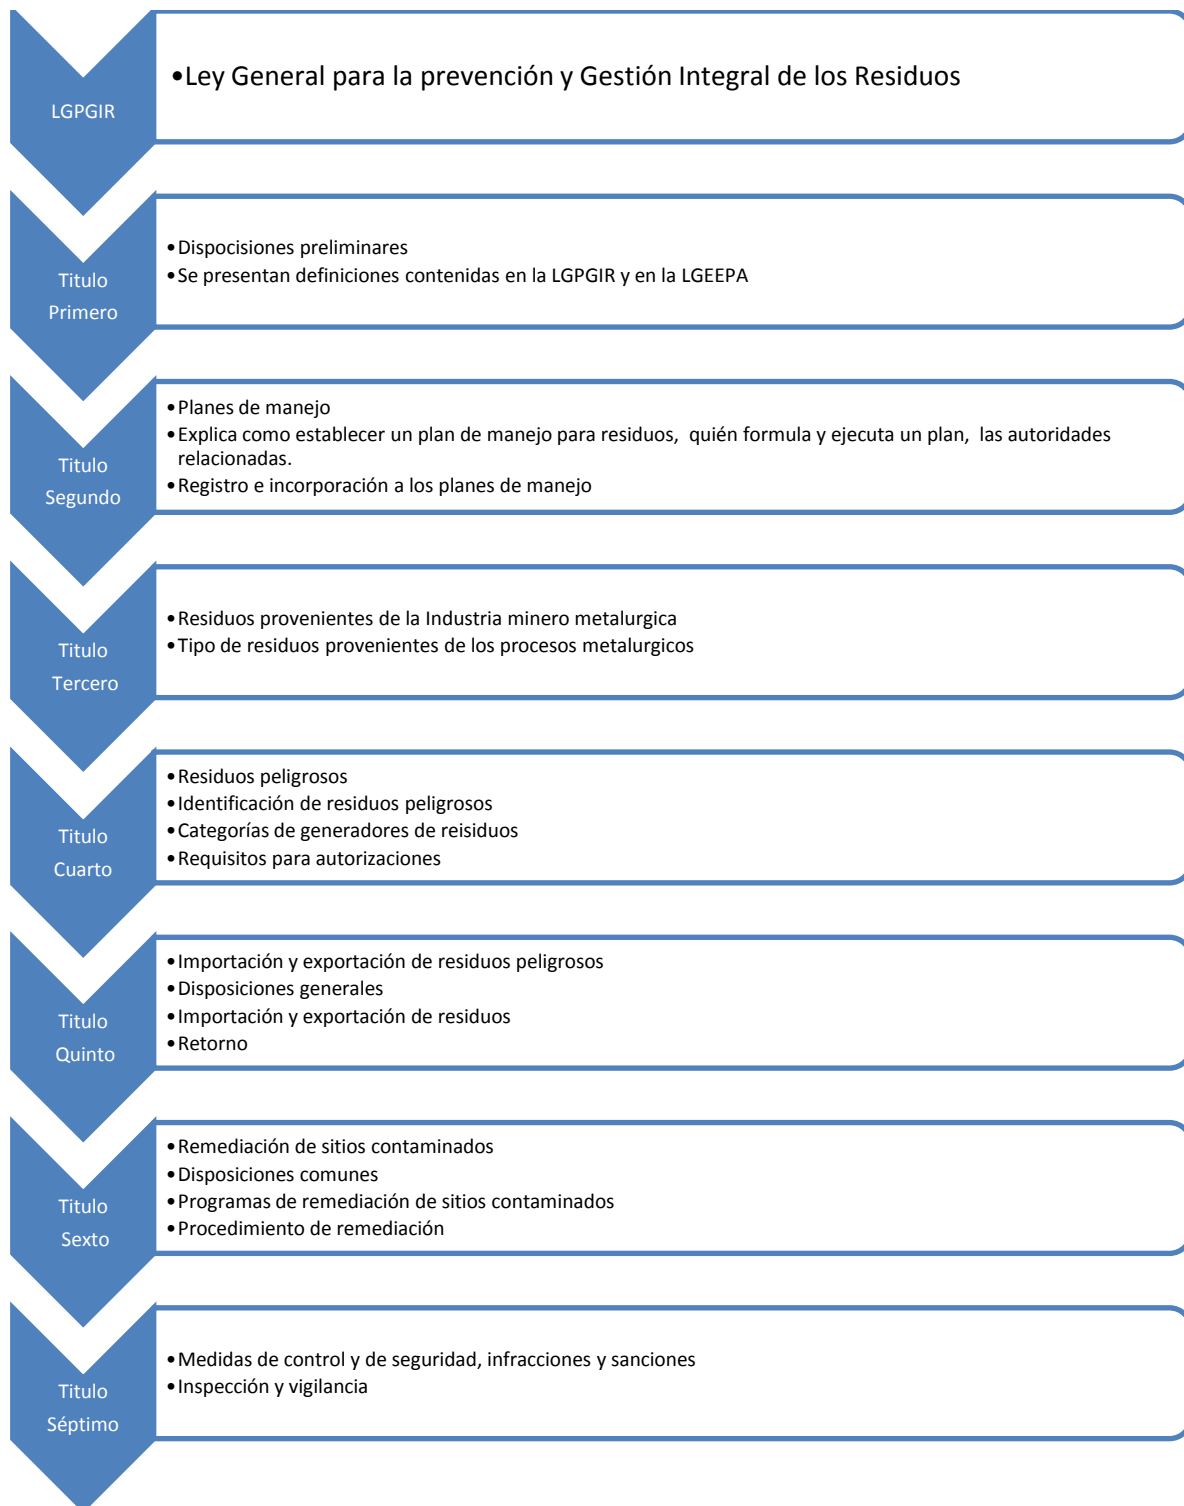 LGPGIR
•Ley General para la prevención y Gestión Integral de los Residuos
Titulo
Primero
•Dispocisiones preliminares
•Se presentan definiciones contenidas en la LGPGIR y en la LGEEPA
Titulo
Segundo
•Planes de manejo
•Explica como establecer un plan de manejo para residuos, quién formula y ejecuta un plan, las autoridades
relacionadas.
•Registro e incorporación a los planes de manejo
Titulo
Tercero
•Residuos provenientes de la Industria minero metalurgica
•Tipo de residuos provenientes de los procesos metalurgicos
Titulo
Cuarto
•Residuos peligrosos
•Identificación de residuos peligrosos
•Categorías de generadores de reisiduos
•Requisitos para autorizaciones
Titulo
Quinto
•Importación y exportación de residuos peligrosos
•Disposiciones generales
•Importación y exportación de residuos
•Retorno
Titulo
Sexto
•Remediación de sitios contaminados
•Disposiciones comunes
•Programas de remediación de sitios contaminados
•Procedimiento de remediación
Titulo
Séptimo
•Medidas de control y de seguridad, infracciones y sanciones
•Inspección y vigilancia